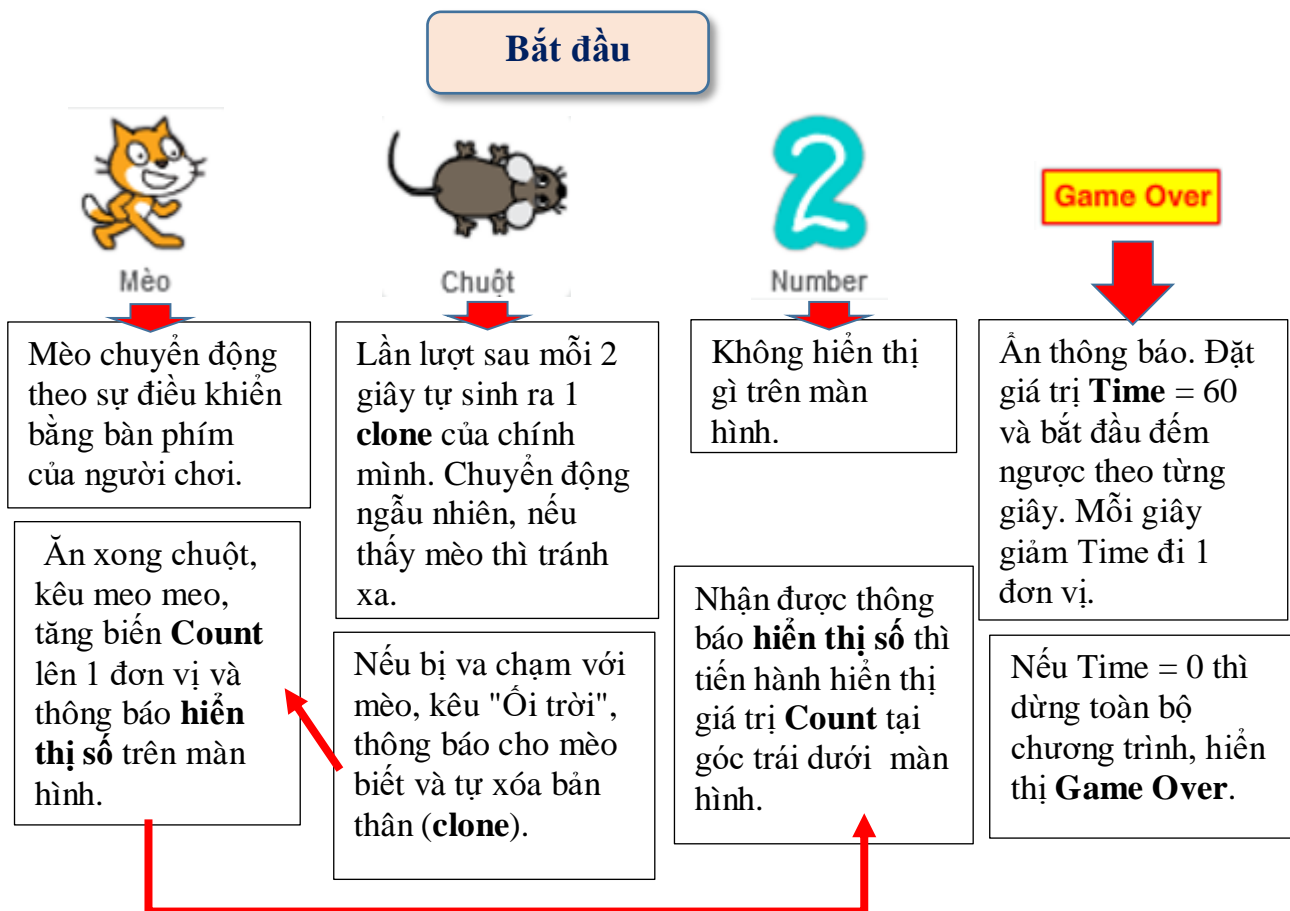 Bắt đầu
Mèo
Mèo chuyển động
theo sự điều khiển
bằng bàn phím
của người chơi.
Ăn xong chuột,
kêu meo meo,
tăng biến Count
lên 1 đơn vị và
thông báo hiển
thị số trên màn
hình.
Chuột
Lần lượt sau mỗi 2
giây tự sinh ra 1
clone của chính
mình. Chuyển động
ngẫu nhiên, nếu
thấy mèo thì tránh
xa.
Nếu bị va chạm với
mèo, kêu "Ối trời",
thông báo cho mèo
biết và tự xóa bản
thân (clone).
2
Number
Không hiển thị
gì trên màn
hình.
Nhận được thông
báo hiển thị số thì
tiến hành hiển thị
giá trị Count tại
góc trái dưới màn
hình.
Game Over
Ẩn thông báo. Đặt
giá trị Time = 60
và bắt đầu đếm
ngược theo từng
giây. Mỗi giây
giảm Time đi 1
đơn vị.
Nếu Time = 0 thì
dừng toàn bộ
chương trình, hiển
thị Game Over.